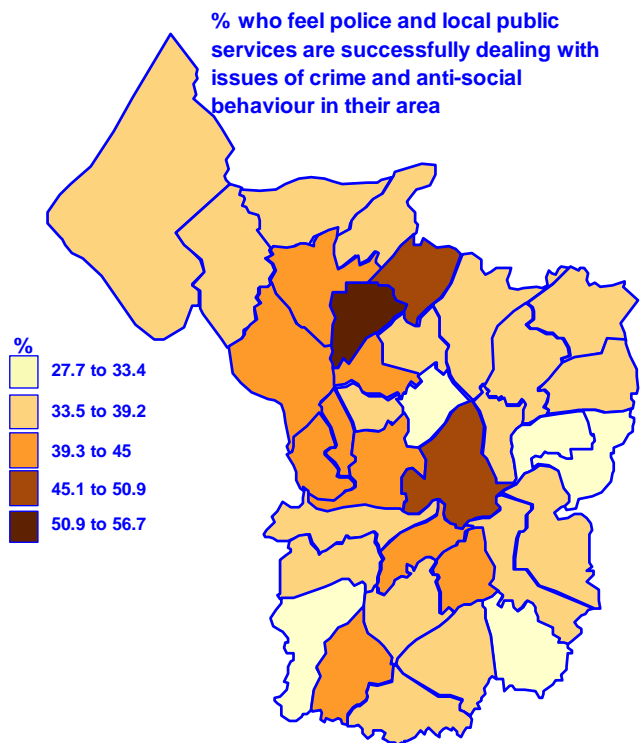 % who feel police and local public
services are successfully dealing with
issues of crime and anti-social
behaviour in their area
%
27.7 to 33.4
33.5 to 39.2
39.3 to 45
45.1 to 50.9
50.9 to 56.7